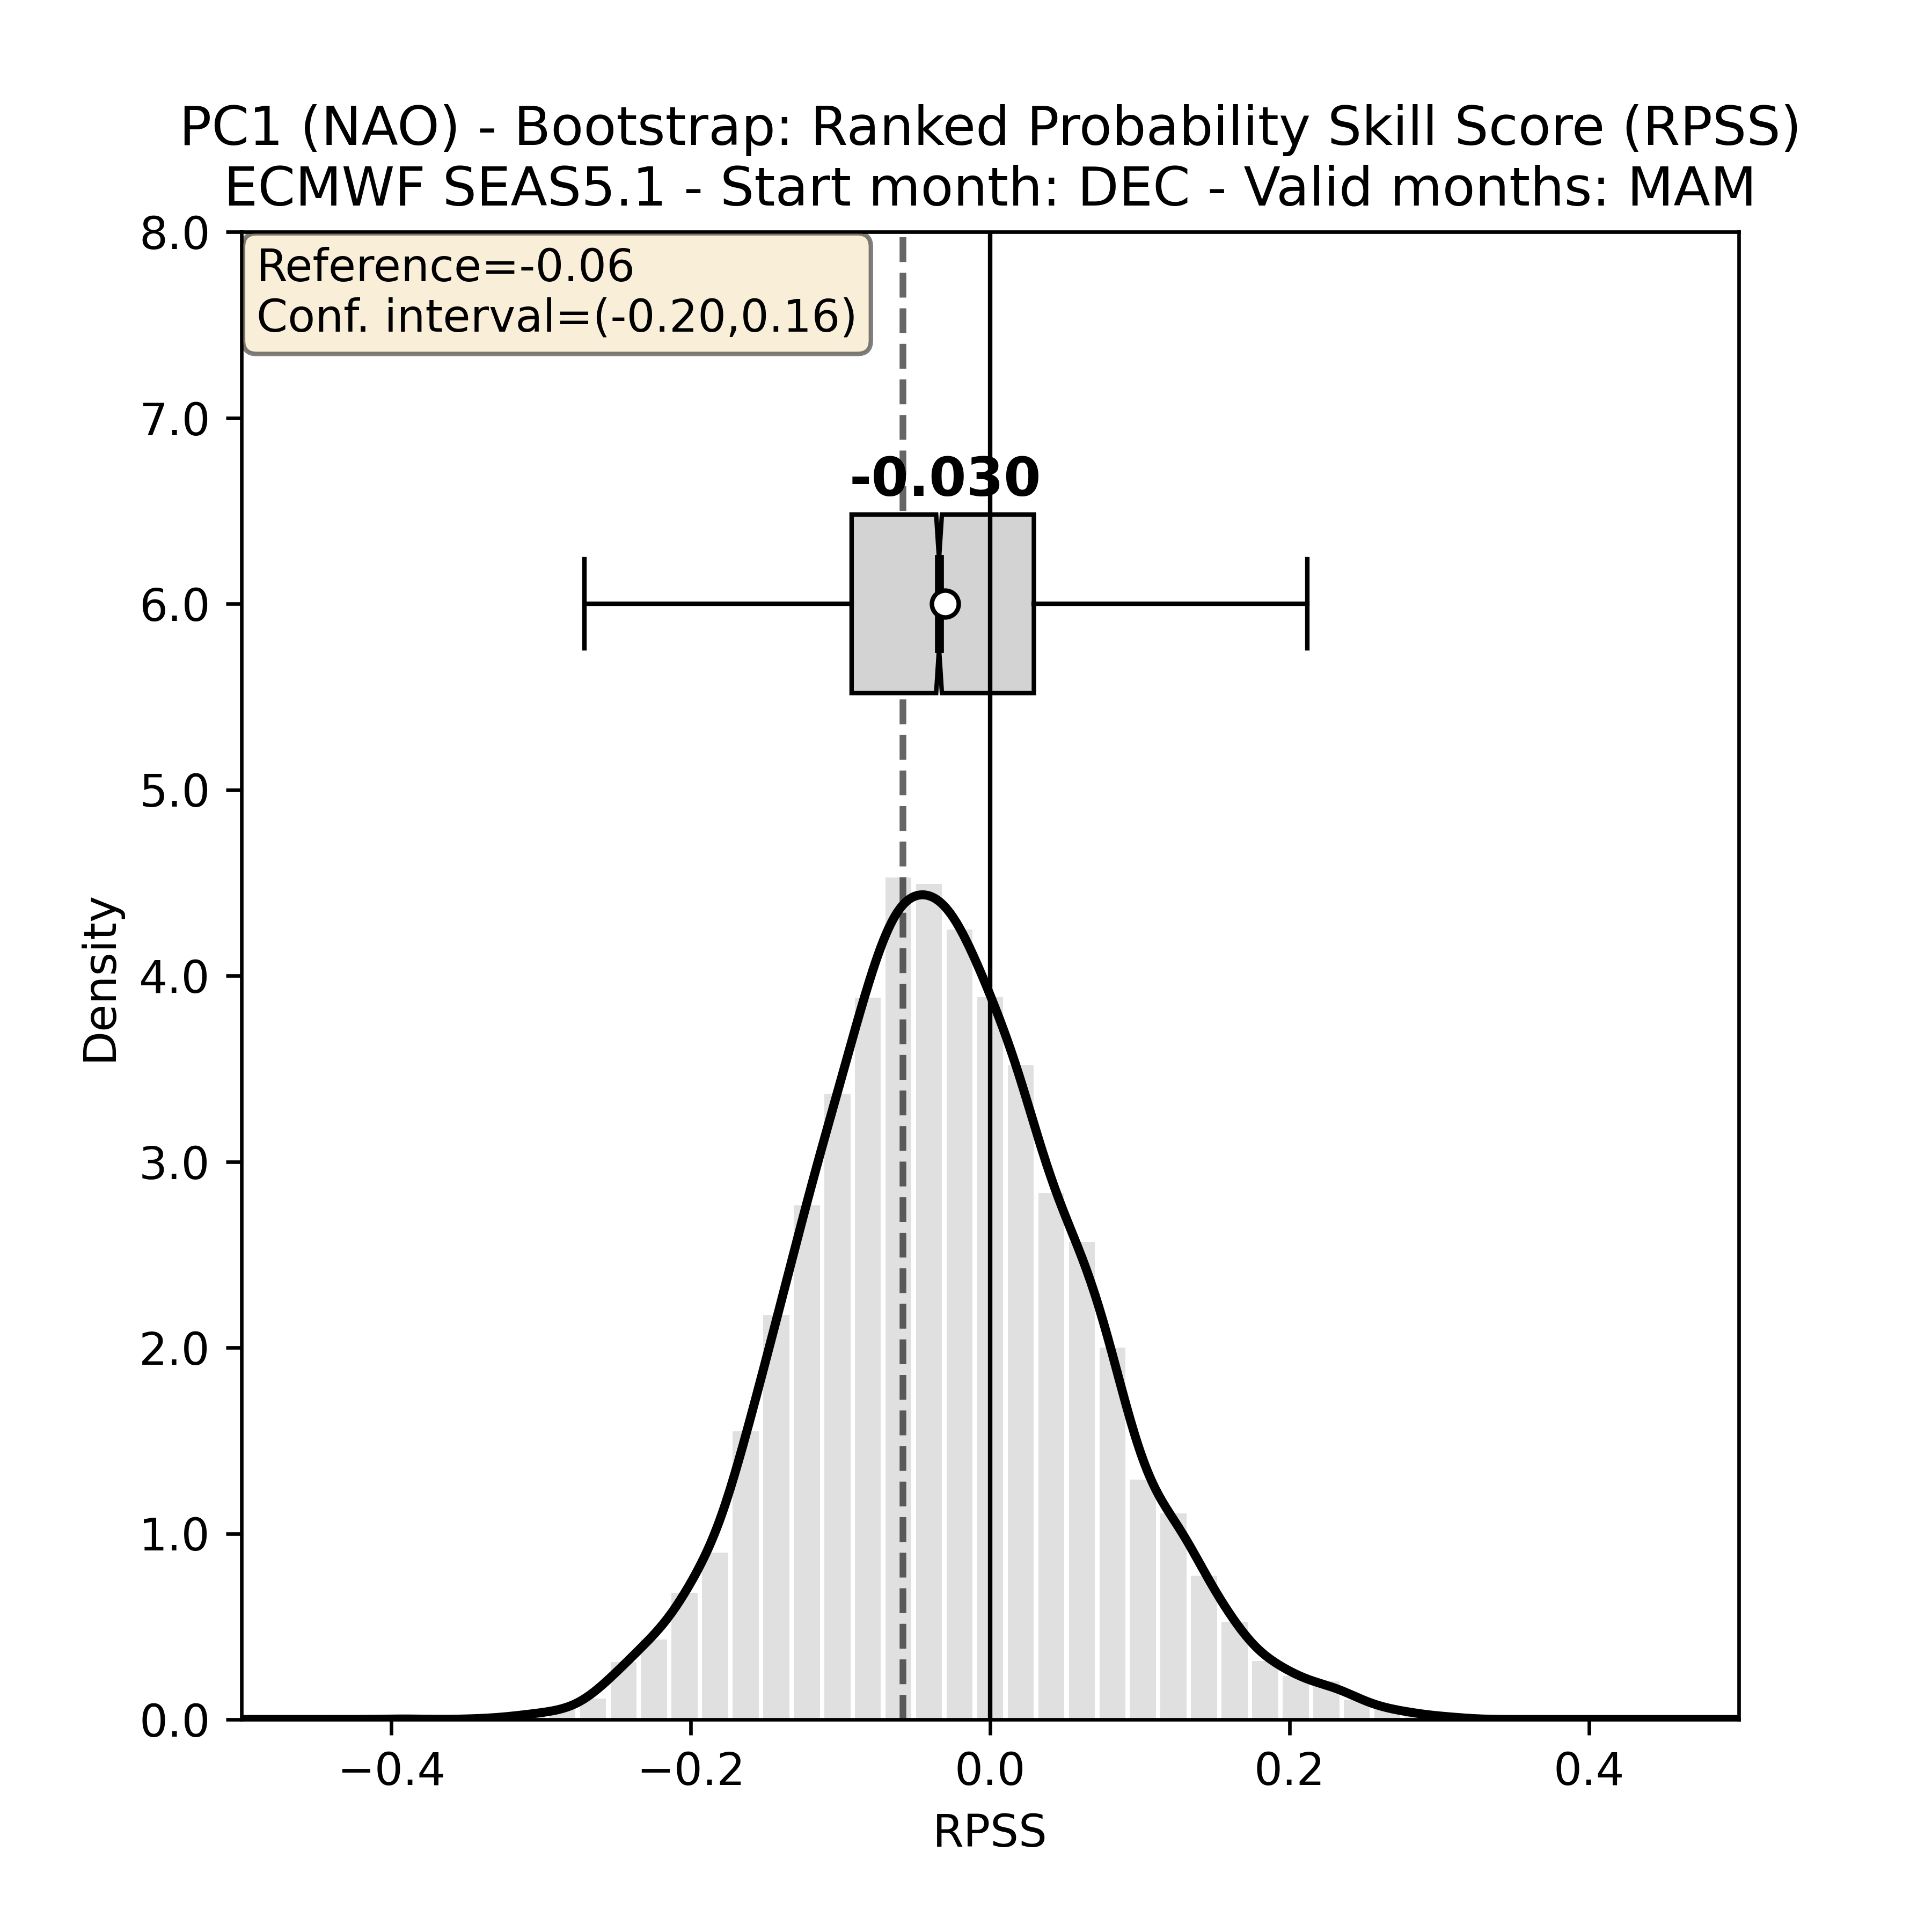 PC1 (NAO) - Bootstrap: Ranked Probability Skill Score (RPSS)
ECMWF SEAS5.1 - Start month: DEC - Valid months: MAM
8.0
Reference=-0.06
Conf. interval=(-0.20,0.16)
7.0
-0.030
6.0
5.0
4.0
3.0
2.0
1.0
0.0
Density
−0.4
−0.2
0.0
0.2
0.4
RPSS